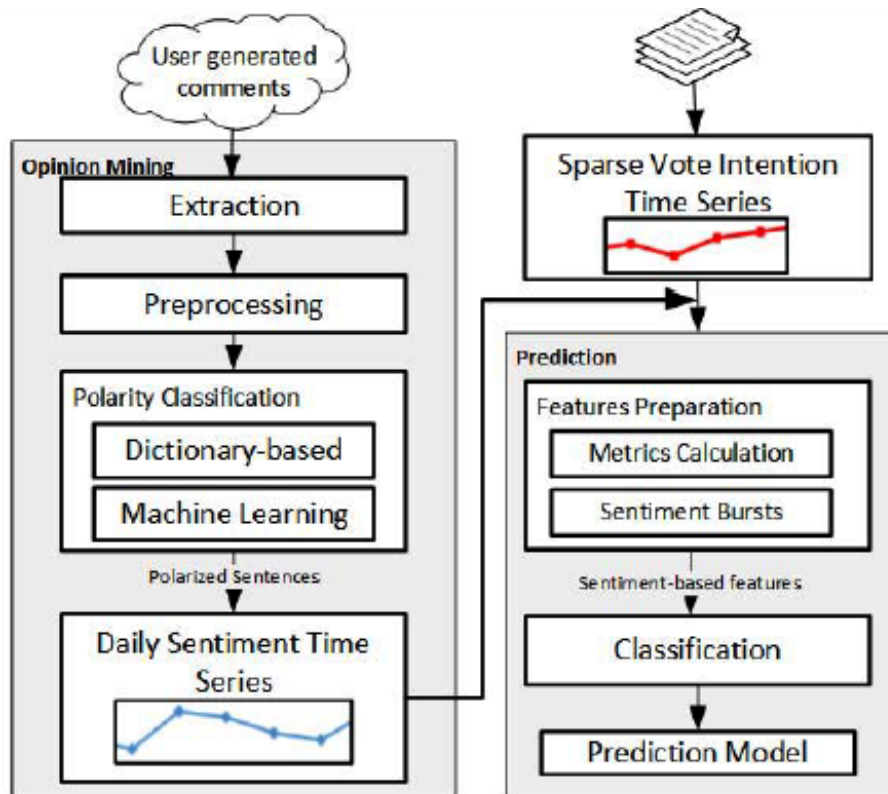 User generated
comments
Opinion Mining
Extraction
Preprocessing
Polarity Classification
Dictionary-based
Machine Learning
Polarized Sentences
Daily Sentiment Time
Series
Sparse Vote Intention
Time Series
Prediction
Features Preparation
Metrics Calculation
Sentiment Bursts
Sentiment-based features
Classification
Prediction Model